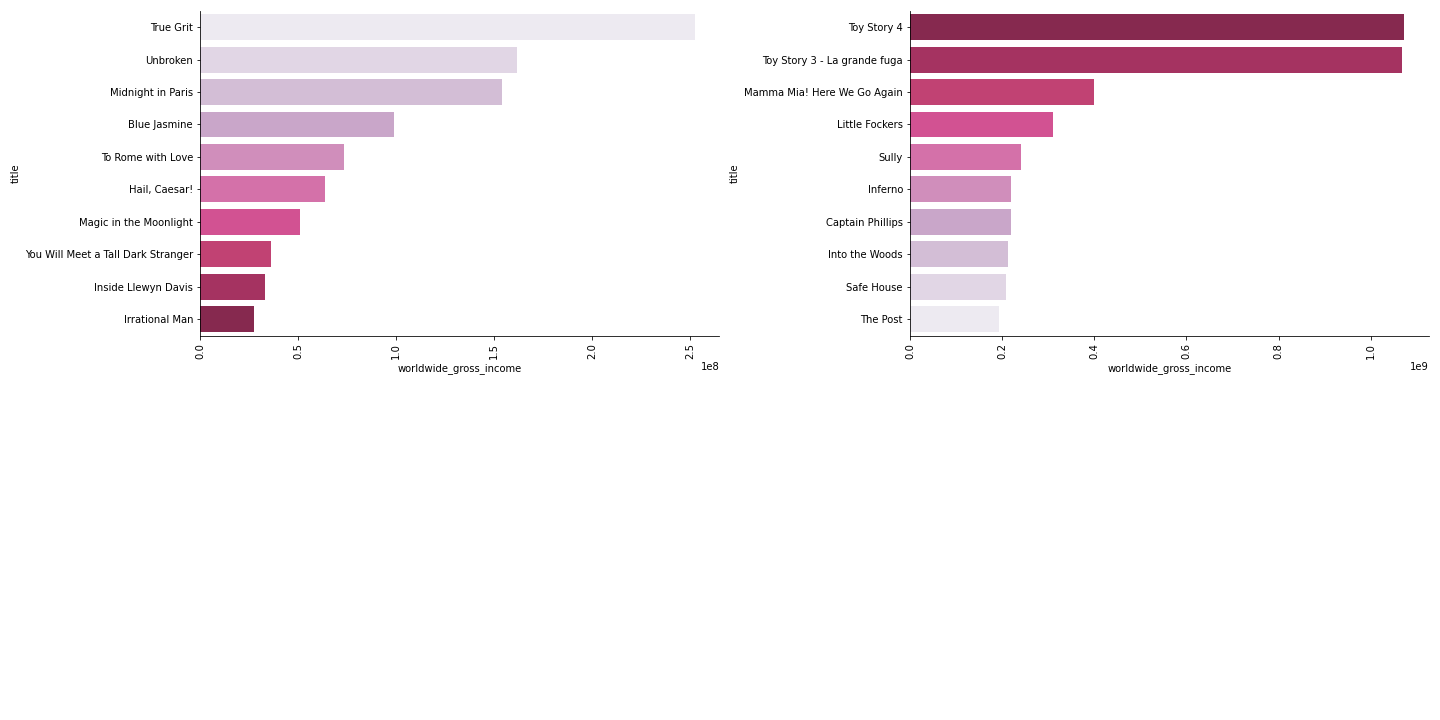 True Grit
Unbroken
Midnight in Paris
Blue Jasmine
To Rome with Love
Hail, Caesar!
Magic in the Moonlight
You Will Meet a Tall Dark Stranger
Inside Llewyn Davis
Irrational Man
title
0.0
0.5
1.0
1.5
2.0
2.5
worldwide_gross_income
1e8
Toy Story 4
Toy Story 3 - La grande fuga
Mamma Mia! Here We Go Again
Little Fockers
Sully
Inferno
Captain Phillips
Into the Woods
Safe House
The Post
title
0.0
0.2
0.4
0.6
0.8
1.0
worldwide_gross_income
1e9